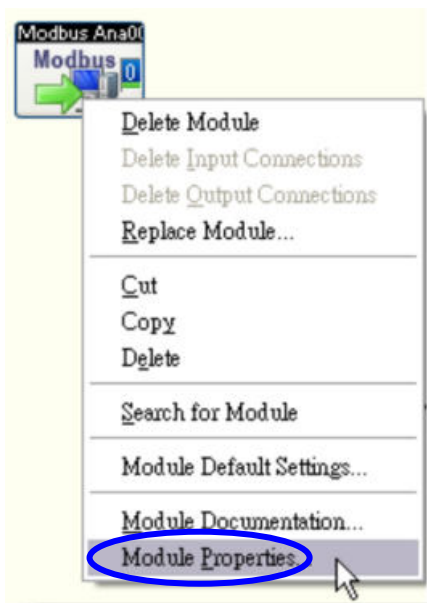 Modbus Ana00
Modbus
0
Delete Module
Delete Input Connections
Delete Output Connections
Replace Module...
Cut
Copy
Delete
Search for Module
Module Default Settings...
Module Documentation...
Module Properties...